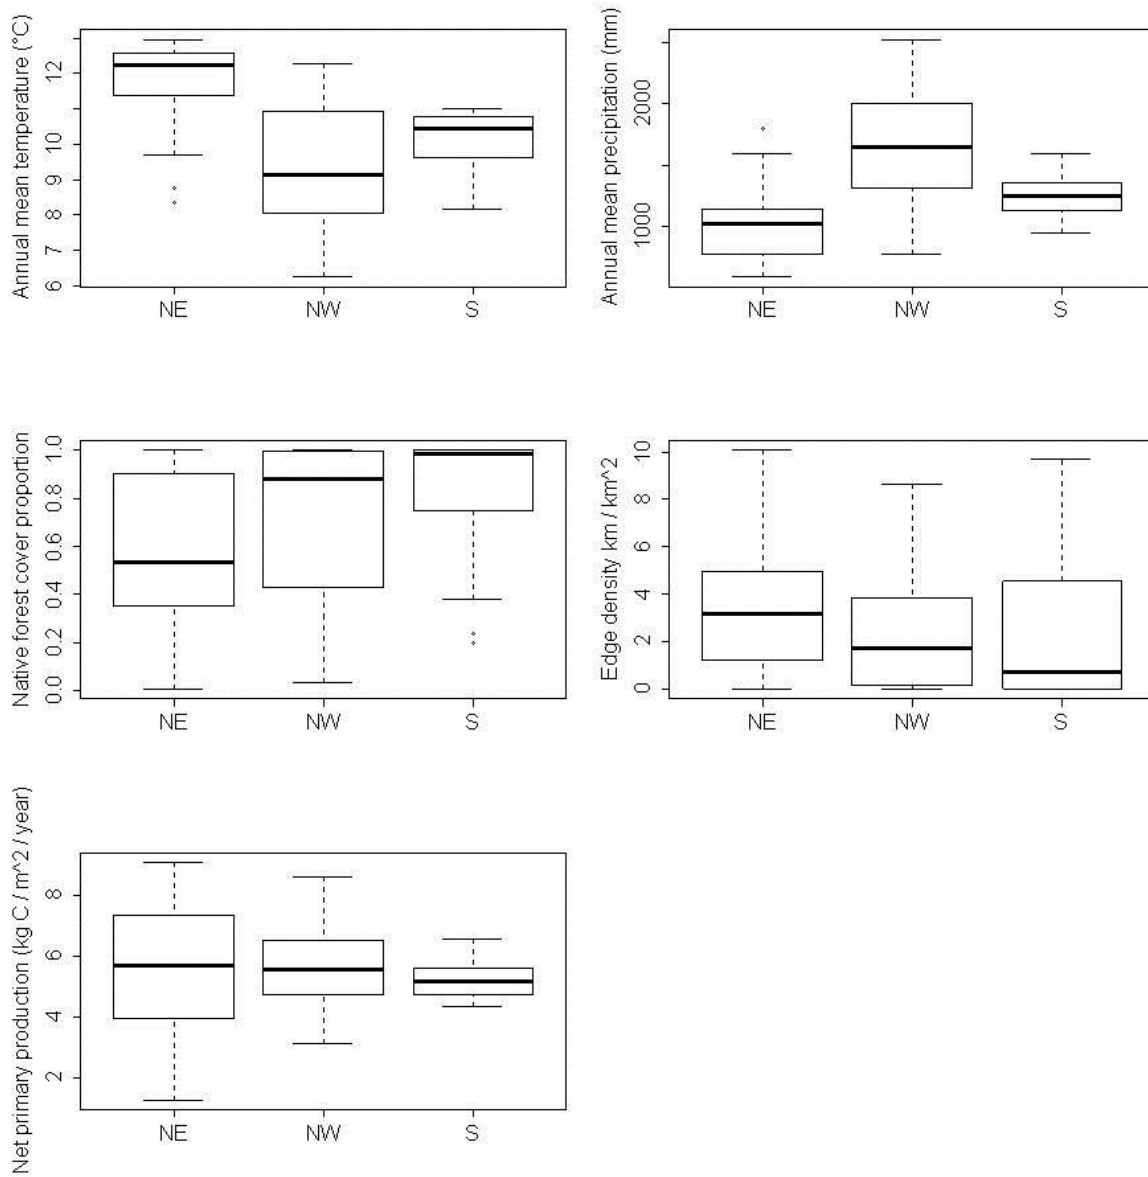 Annual mean temperature (°C)
12
10
9
8
7
6
NE NW S
Annual mean precipitation (mm)
2000
1000
NE NW S
Native forest cover proportion
1.0
0.8
0.6
0.4
0.2
0.0
NE NW S
Edge density km / km^2
10
8
6
4
2
0
NE NW S
Net primary production (kg C / m^2 / year)
8
6
4
2
NE NW S